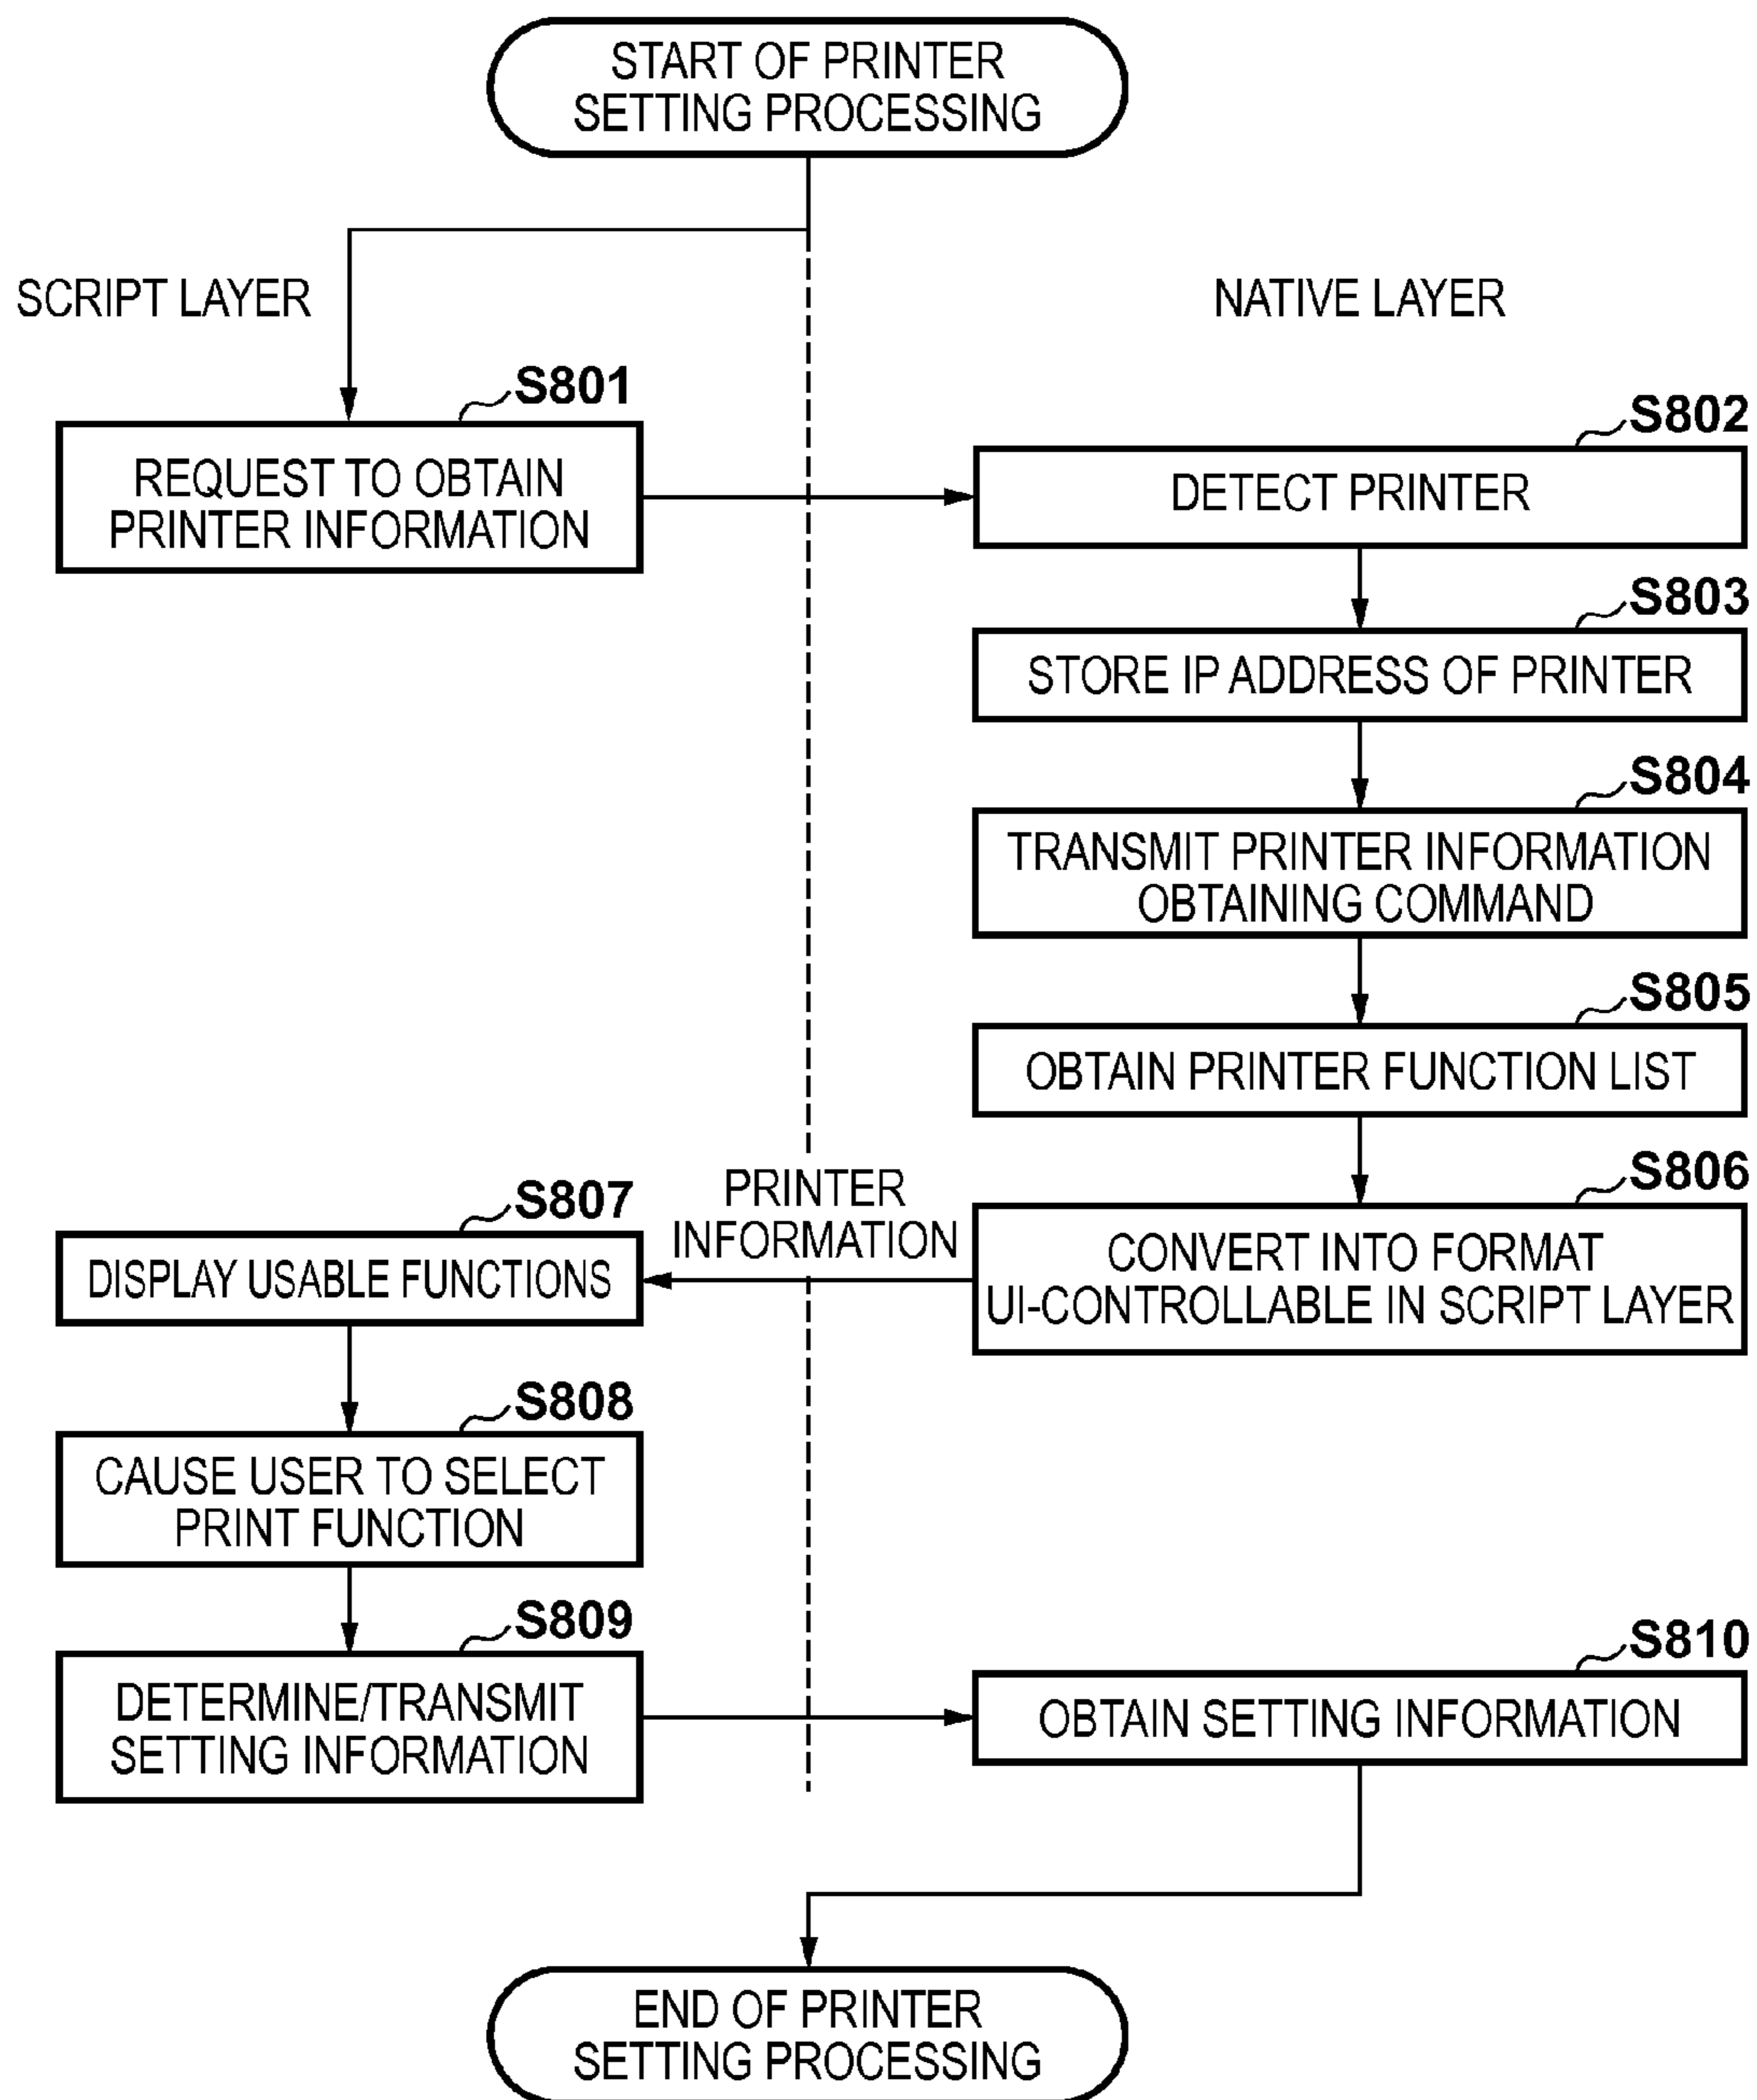 START OF PRINTER
SETTING PROCESSING
SCRIPT LAYER
NATIVE LAYER
S801
REQUEST TO OBTAIN
PRINTER INFORMATION
S802
DETECT PRINTER
S803
STORE IP ADDRESS OF PRINTER
S804
TRANSMIT PRINTER INFORMATION
OBTAINING COMMAND
S805
OBTAIN PRINTER FUNCTION LIST
S806
CONVERT INTO FORMAT
UI-CONTROLLABLE IN SCRIPT LAYER
PRINTER
INFORMATION
S807
DISPLAY USABLE FUNCTIONS
S808
CAUSE USER TO SELECT
PRINT FUNCTION
S809
DETERMINE/TRANSMIT
SETTING INFORMATION
S810
OBTAIN SETTING INFORMATION
END OF PRINTER
SETTING PROCESSING